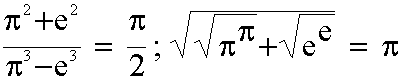 (π²+e²)/(π³−e³) = π/2 ; √(√(π^π)+√(e^e)) = π